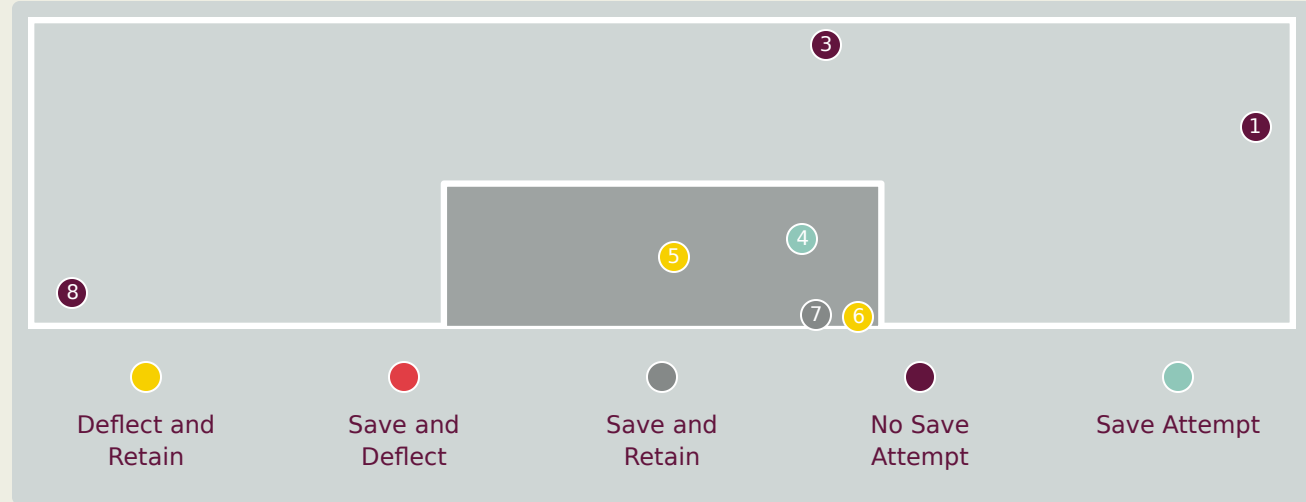 3
1
4
5
8
7
6
Deflect and
Retain
Save and
Deflect
Save and
Retain
No Save
Attempt
Save Attempt